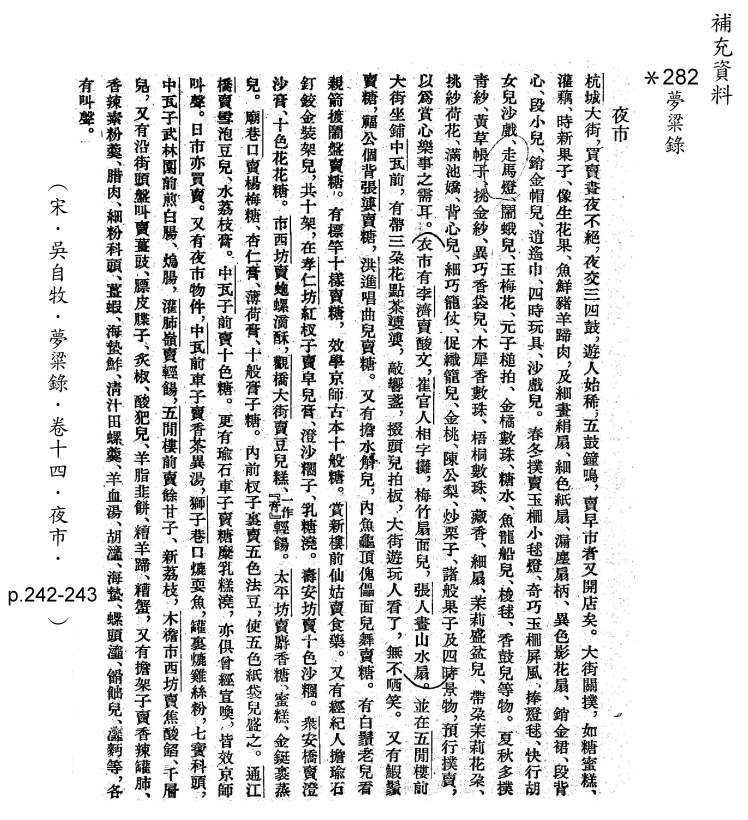 補充資料
＊282 夢粱錄
夜市
杭城大街，買賣晝夜不絕，夜交三四鼓，遊人始稀，五鼓鐘鳴，賣早市者又開店矣。大街關撲，如糖蜜糕、
灌藕、時新果子、像生花果、魚鮮豬羊蹄肉，及細畫絹扇、細色紙扇、漏塵扇柄、異色影花扇、銷金裙、段背
心、段小兒、銷金帽兒、逍遙巾、四時玩具、沙戲兒。春冬撲賣玉柵小毬燈、奇巧玉柵屏風、捧燈毬、快行胡
女兒沙戲、走馬燈、鬧蛾兒、玉梅花、元子槌拍、金橘數珠、糖水、魚龍船兒、梭毬、香鼓兒等物。夏秋多撲
青紗、黃草帳子、挑金紗、異巧香袋兒、木犀香數珠、梧桐數珠、藏香、細扇、茉莉盛盆兒、帶朶茉莉花朶、
挑紗荷花、滿池嬌、背心兒、細巧籠仗、促織籠兒、金桃、陳公梨、炒栗子、諸般果子及四時景物，預行撲賣，
以爲賞心樂事之需耳。衣市有李濟賣酸文，崔官人相字攤，梅竹扇面兒，張人畫山水扇。並在五間樓前
大街坐鋪中瓦前，有帶三朶花點茶婆婆，敲響盞，掇頭兒拍板，大街遊玩人看了，無不哂笑。又有蝦鬚
賣糖，福公個背張婆賣糖，洪進唱曲兒賣糖。又有擔水斛兒，內魚龜頂傀儡面兒舞賣糖。有白鬚老兒看
親箭披鬧盤賣糖。有標竿十樣賣糖，效學京師古本十般糖。賞新樓前仙姑賣食藥。又有經紀人擔瑜石
釘鉸金裝架兒，共十架，在孝仁坊紅杈子賣皁兒膏、澄沙糰子、乳糖澆。壽安坊賣十色沙糰。衆安橋賣澄
沙膏、十色花花糖。市西坊賣蚫螺滴酥，觀橋大街賣豆兒糕、一作『膏』輕餳。太平坊賣麝香糖、蜜糕、金鋌裹蒸
兒。廟巷口賣楊梅糖、杏仁膏、薄荷膏、十般膏子糖。內前杈子裏賣五色法豆，使五色紙袋兒盛之。通江
橋賣雪泡豆兒、水荔枝膏。中瓦子前賣十色糖。更有瑜石車子賣糖糜乳糕澆，亦俱曾經宣喚，皆效京師
叫聲。日市亦買賣。又有夜市物件，中瓦前車子賣香茶異湯，獅子巷口熝耍魚，罐裏熝雞絲粉，七寶科頭，
中瓦子武林園前煎白腸、熓腸，灌肺嶺賣輕餳，五間樓前賣餘甘子、新荔枝，木檐市西坊賣焦酸餡、千層
兒，又有沿街頭盤叫賣薑豉、膘皮𦠿子、炙椒、酸犯兒、羊脂韭餅、糟羊蹄、糟蟹，又有擔架子賣香辣罐肺、
香辣素粉羹、腊肉、細粉科頭、薑蝦、海蟄鮓、清汁田螺羹、羊血湯、胡𩞁、海蟄、螺頭𩞁、餶飿兒、𩞁麪等，各
有叫聲。
（宋．吳自牧．夢粱錄．卷十四．夜市．
p.242-243
）